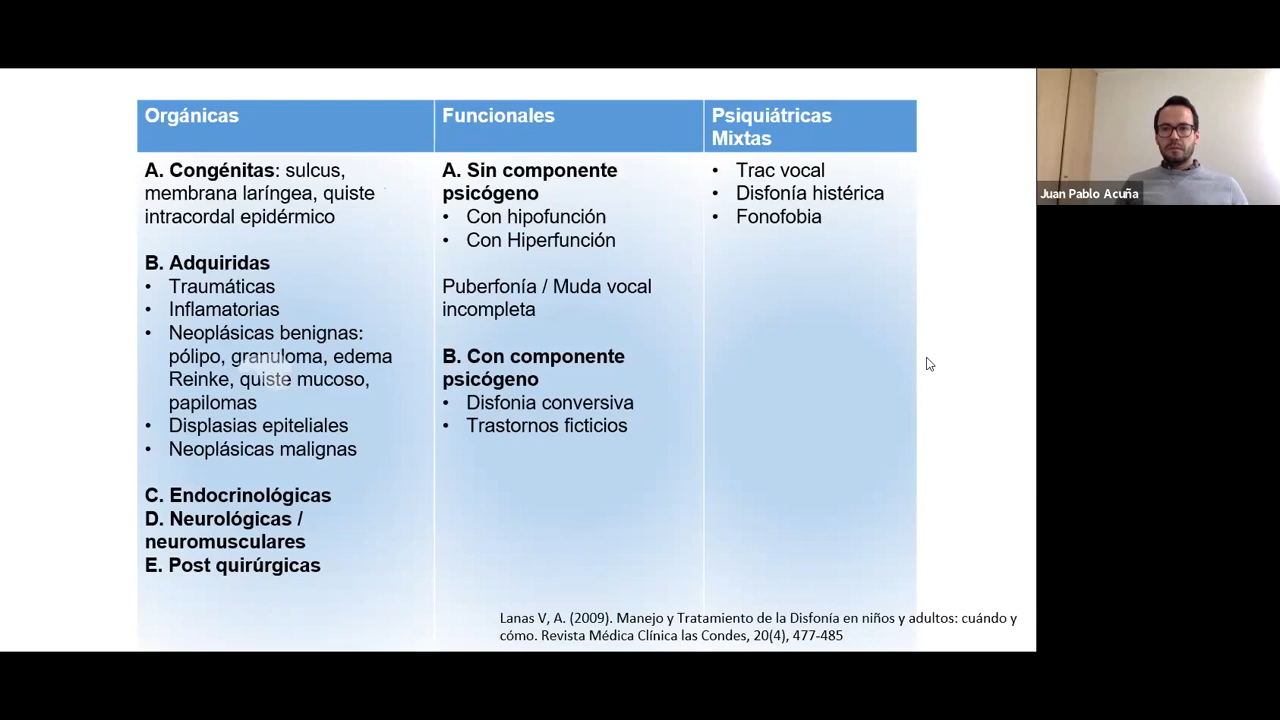 Orgánicas
A. Congénitas: sulcus,
membrana laríngea, quiste
intracordal epidérmico
B. Adquiridas
• Traumáticas
• Inflamatorias
• Neoplásicas benignas:
pólipo, granuloma, edema
Reinke, quiste mucoso,
papilomas
• Displasias epiteliales
• Neoplásicas malignas
C. Endocrinológicas
D. Neurológicas /
neuromusculares
E. Post quirúrgicas
Funcionales
A. Sin componente
psicógeno
• Con hipofunción
• Con Hiperfunción
Puberfonía / Muda vocal
incompleta
B. Con componente
psicógeno
• Disfonia conversiva
• Trastornos ficticios
Psiquiátricas
Mixtas
• Trac vocal
• Disfonía histérica
• Fonofobia
Lanas V, A. (2009). Manejo y Tratamiento de la Disfonía en niños y adultos: cuándo y
cómo. Revista Médica Clínica las Condes, 20(4), 477-485
Juan Pablo Acuña